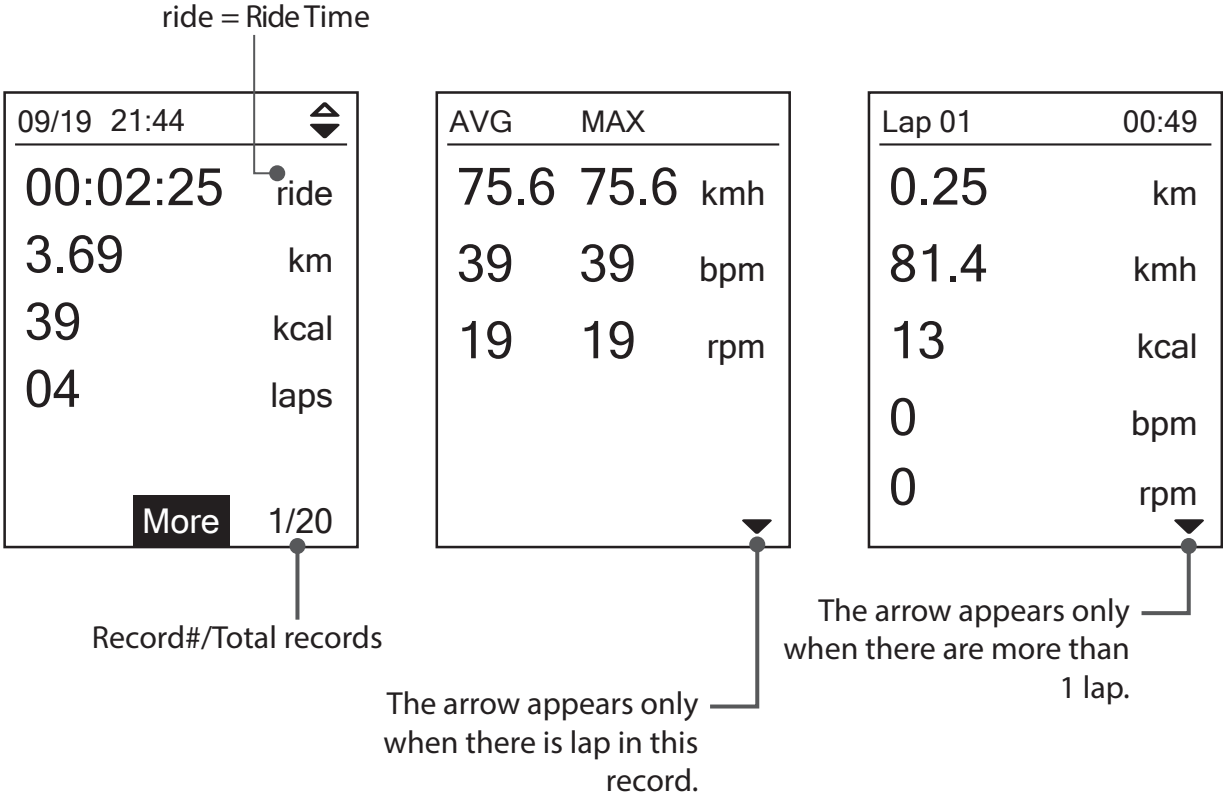 ride = Ride Time
09/19 21:44
00:02:25 ride
3.69 km
39 kcal
04 laps
More 1/20
Record#/Total records
AVG MAX
75.6 75.6 kmh
39 39 bpm
19 19 rpm
The arrow appears only
when there is lap in this
record.
Lap 01 00:49
0.25 km
81.4 kmh
13 kcal
0 bpm
0 rpm
The arrow appears only
when there are more than
1 lap.